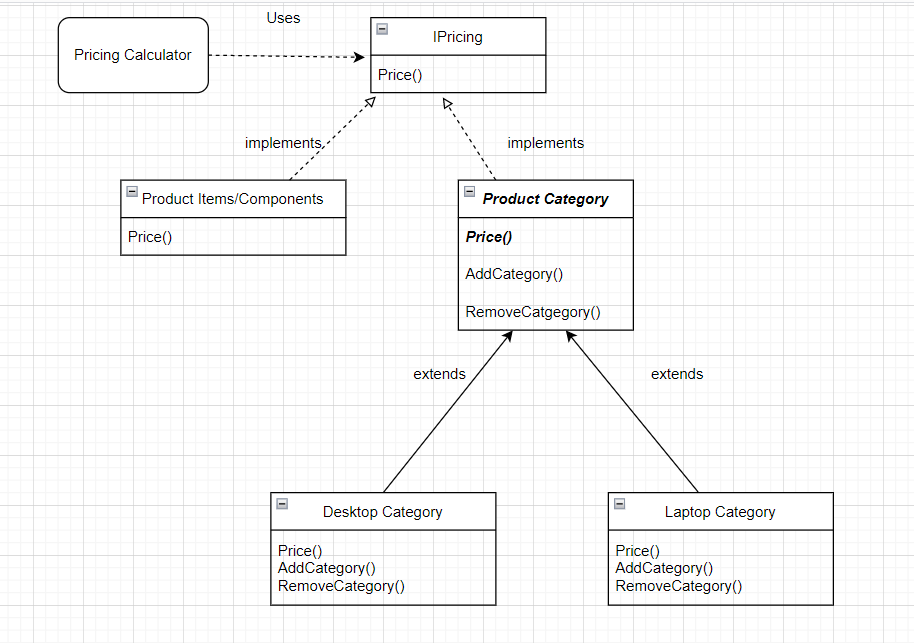 Uses
Pricing Calculator
IPricing
Price()
implements
implements
Product Items/Components
Price()
Product Category
Price()
AddCategory()
RemoveCatgegory()
extends
extends
Desktop Category
Price()
AddCategory()
RemoveCategory()
Laptop Category
Price()
AddCategory()
RemoveCategory()